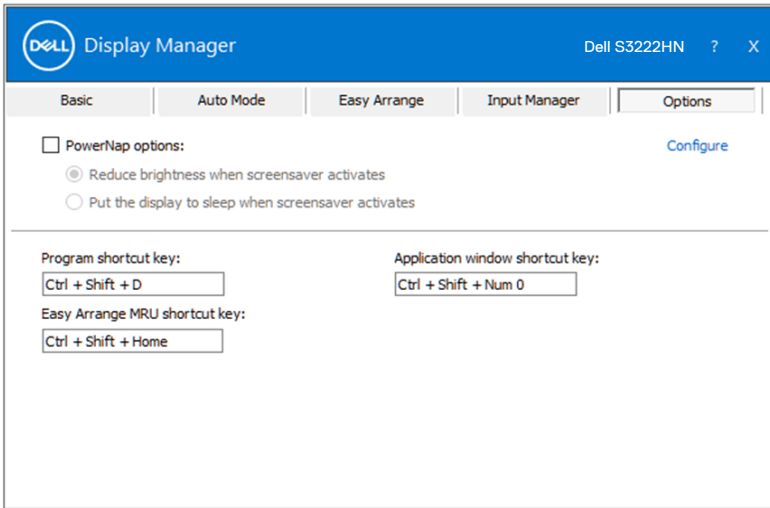 DELL Display Manager Dell S3222HN ? X
Basic Auto Mode Easy Arrange Input Manager Options
PowerNap options: Configure
Reduce brightness when screensaver activates
Put the display to sleep when screensaver activates
Program shortcut key: Application window shortcut key:
Ctrl + Shift + D Ctrl + Shift + Num 0
Easy Arrange MRU shortcut key:
Ctrl + Shift + Home